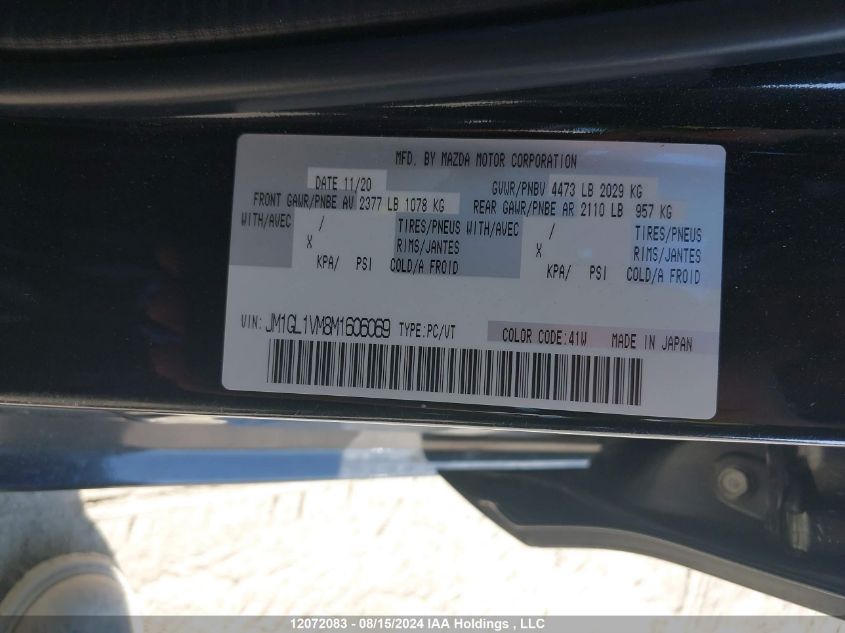 MFD. BY MAZDA MOTOR CORPORATION
DATE 11/20 GVWR/PNBV 4473 LB 2029 KG
FRONT GAWR/PNBE AV 2377 LB 1078 KG REAR GAWR/PNBE AR 2110 LB 957 KG
WITH/AVEC / TIRES/PNEUS WITH/AVEC / TIRES/PNEUS
X RIMS/JANTES X RIMS/JANTES
KPA/ PSI COLD/A FROID KPA/ PSI COLD/A FROID
VIN: JM1GL1VM8M1606069 TYPE:PC/VT COLOR CODE:41W MADE IN JAPAN
12072083 - 08/15/2024 IAA Holdings , LLC